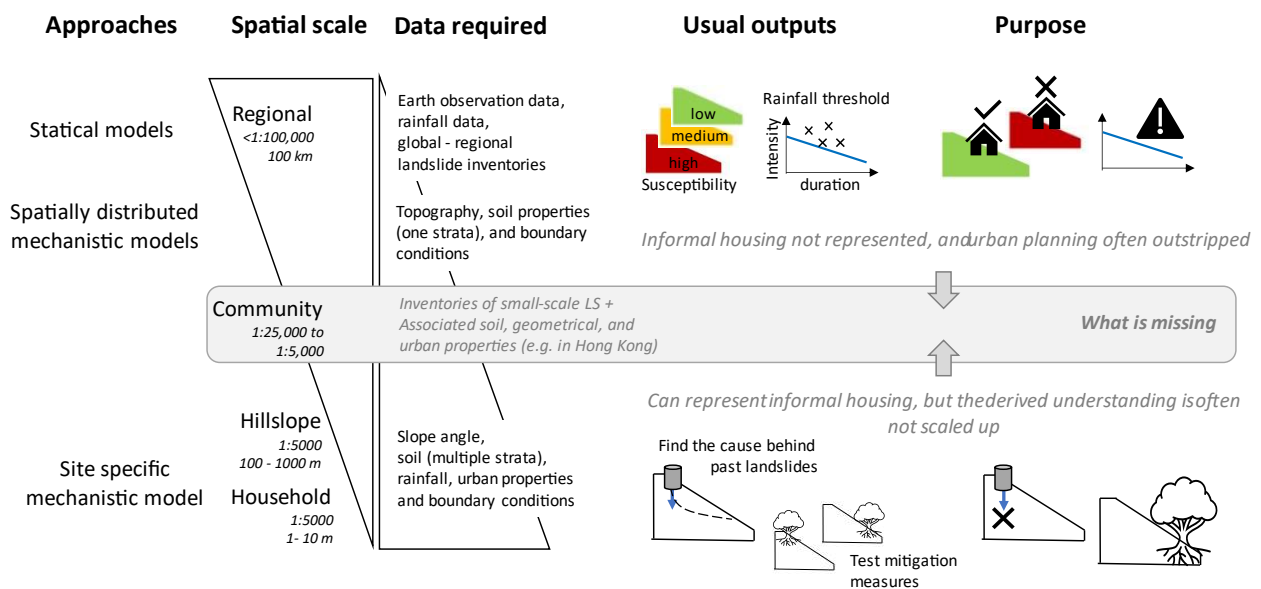 Approaches
Spatial scale
Data required
Usual outputs
Purpose
Statical models
Regional
<1:100,000
100 km
Earth observation data,
rainfall data,
global - regional
landslide inventories
low
medium
high
Susceptibility
Rainfall threshold
Intensity
duration
Spatially distributed
mechanistic models
Topography, soil properties
(one strata), and boundary
conditions
Informal housing not represented, and urban planning often outstripped
Community
1:25,000 to
1:5,000
Inventories of small-scale LS +
Associated soil, geometrical, and
urban properties (e.g. in Hong Kong)
What is missing
Can represent informal housing, but the derived understanding is often
not scaled up
Hillslope
1:5000
100 - 1000 m
Site specific
mechanistic model
Household
1:5000
1- 10 m
Slope angle,
soil (multiple strata),
rainfall, urban properties
and boundary conditions
Find the cause behind
past landslides
Test mitigation
measures